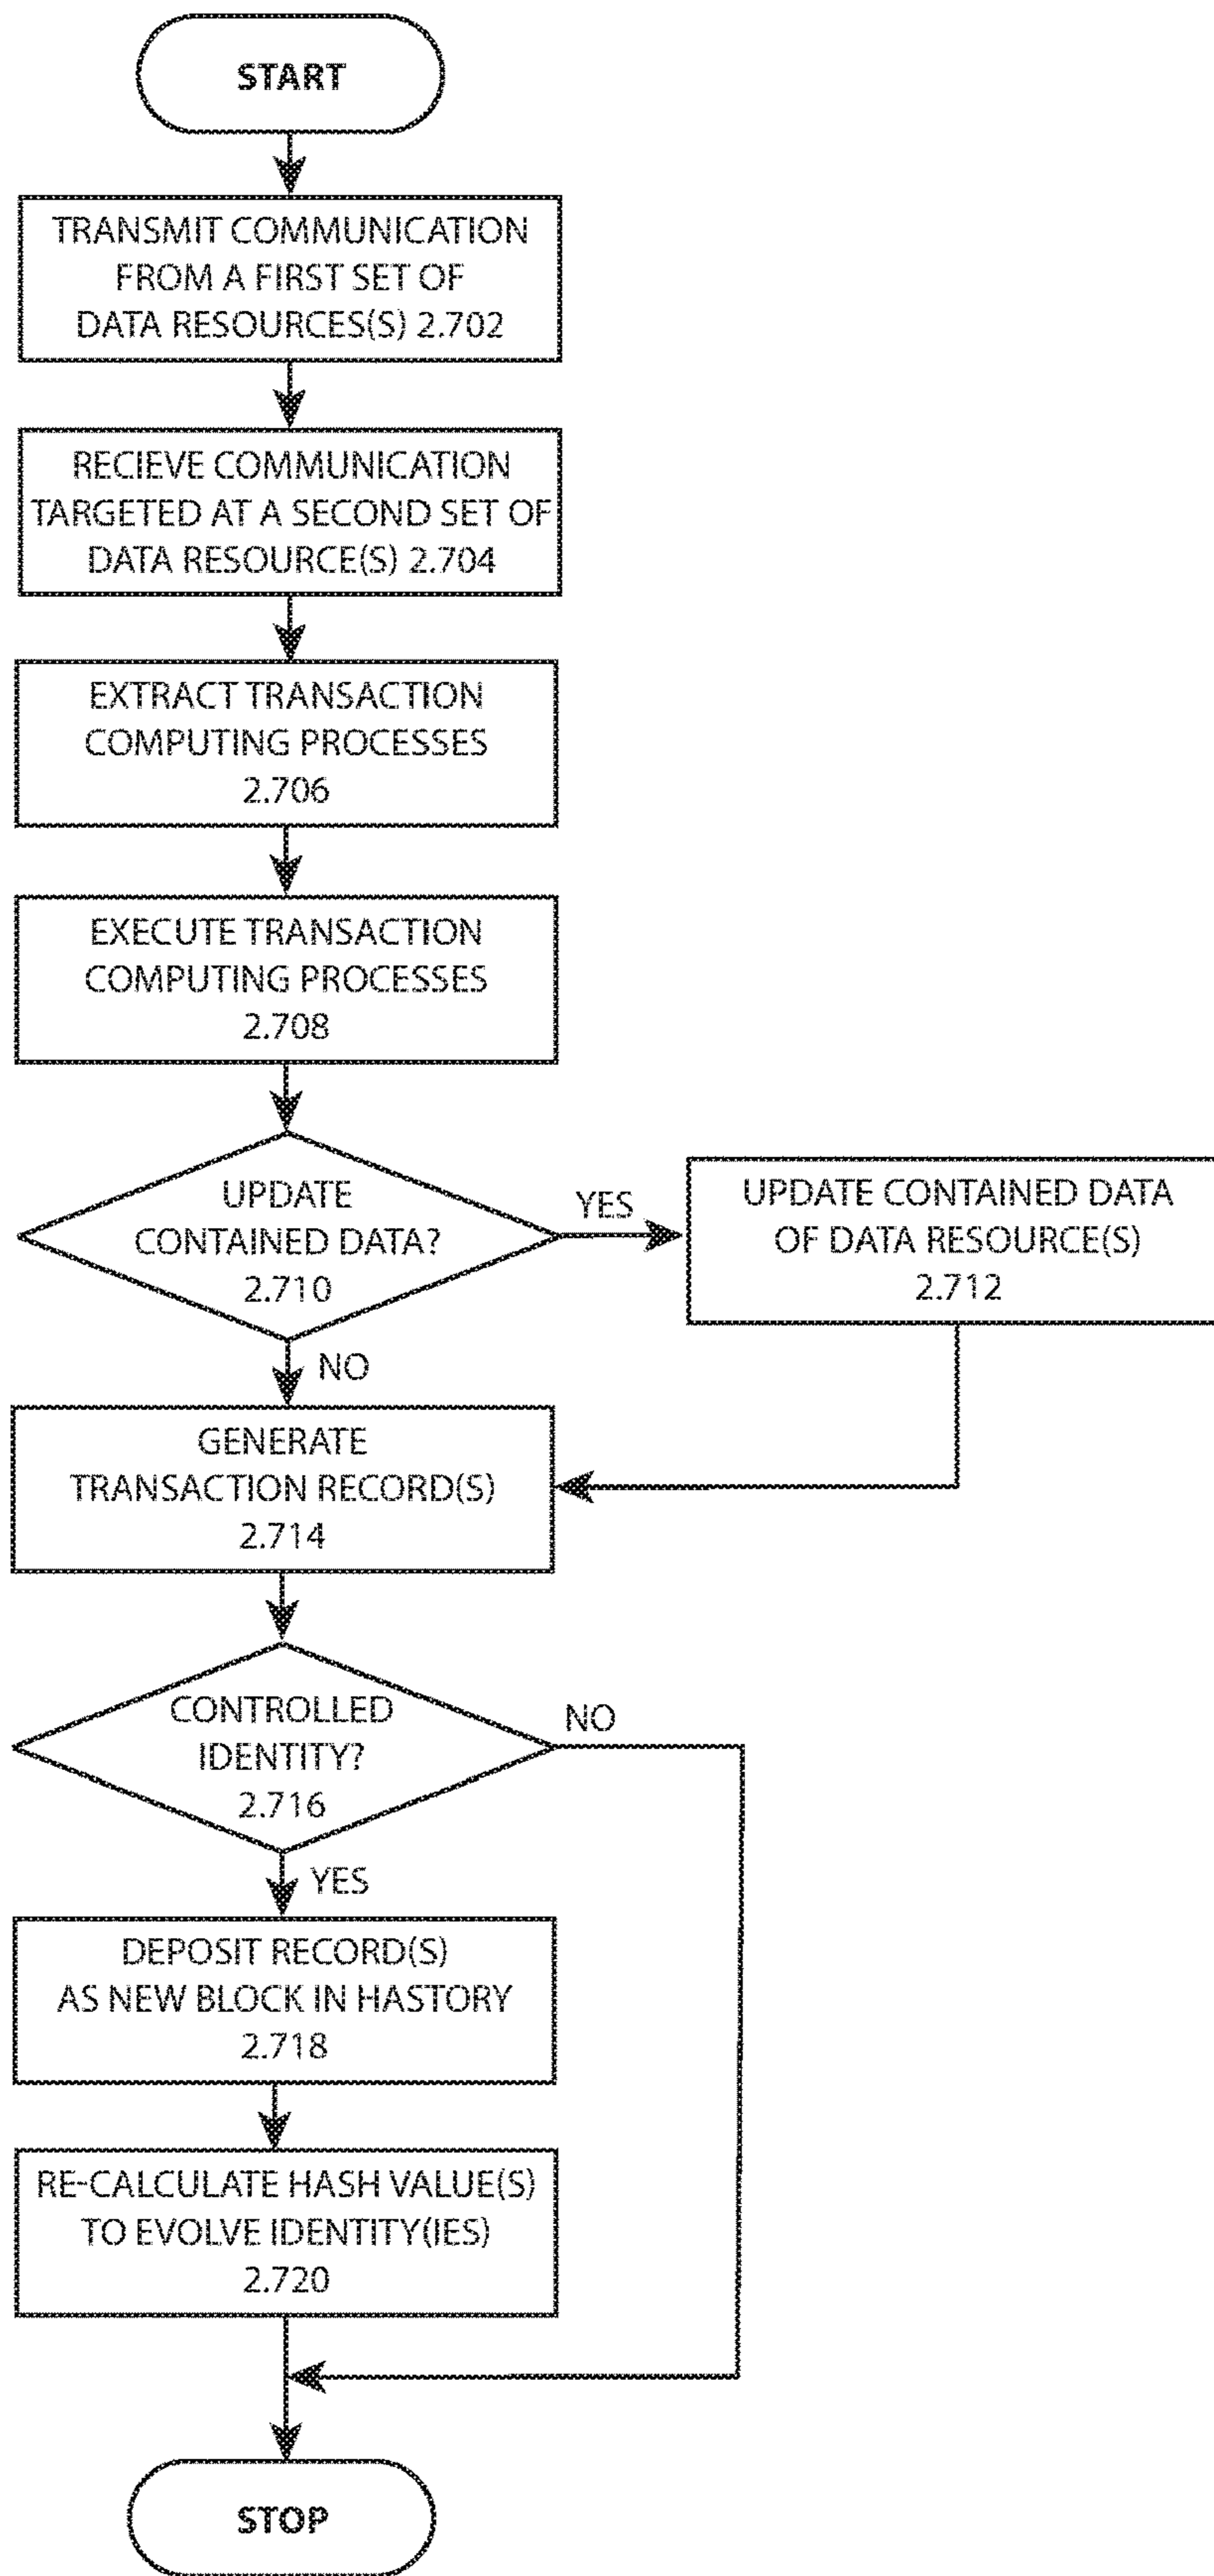 START
TRANSMIT COMMUNICATION
FROM A FIRST SET OF
DATA RESOURCES(S) 2.702
RECIEVE COMMUNICATION
TARGETED AT A SECOND SET OF
DATA RESOURCE(S) 2.704
EXTRACT TRANSACTION
COMPUTING PROCESSES
2.706
EXECUTE TRANSACTION
COMPUTING PROCESSES
2.708
UPDATE
CONTAINED DATA?
2.710
YES
UPDATE CONTAINED DATA
OF DATA RESOURCE(S)
2.712
NO
GENERATE
TRANSACTION RECORD(S)
2.714
CONTROLLED
IDENTITY?
2.716
NO
YES
DEPOSIT RECORD(S)
AS NEW BLOCK IN HASTORY
2.718
RE-CALCULATE HASH VALUE(S)
TO EVOLVE IDENTITY(IES)
2.720
STOP